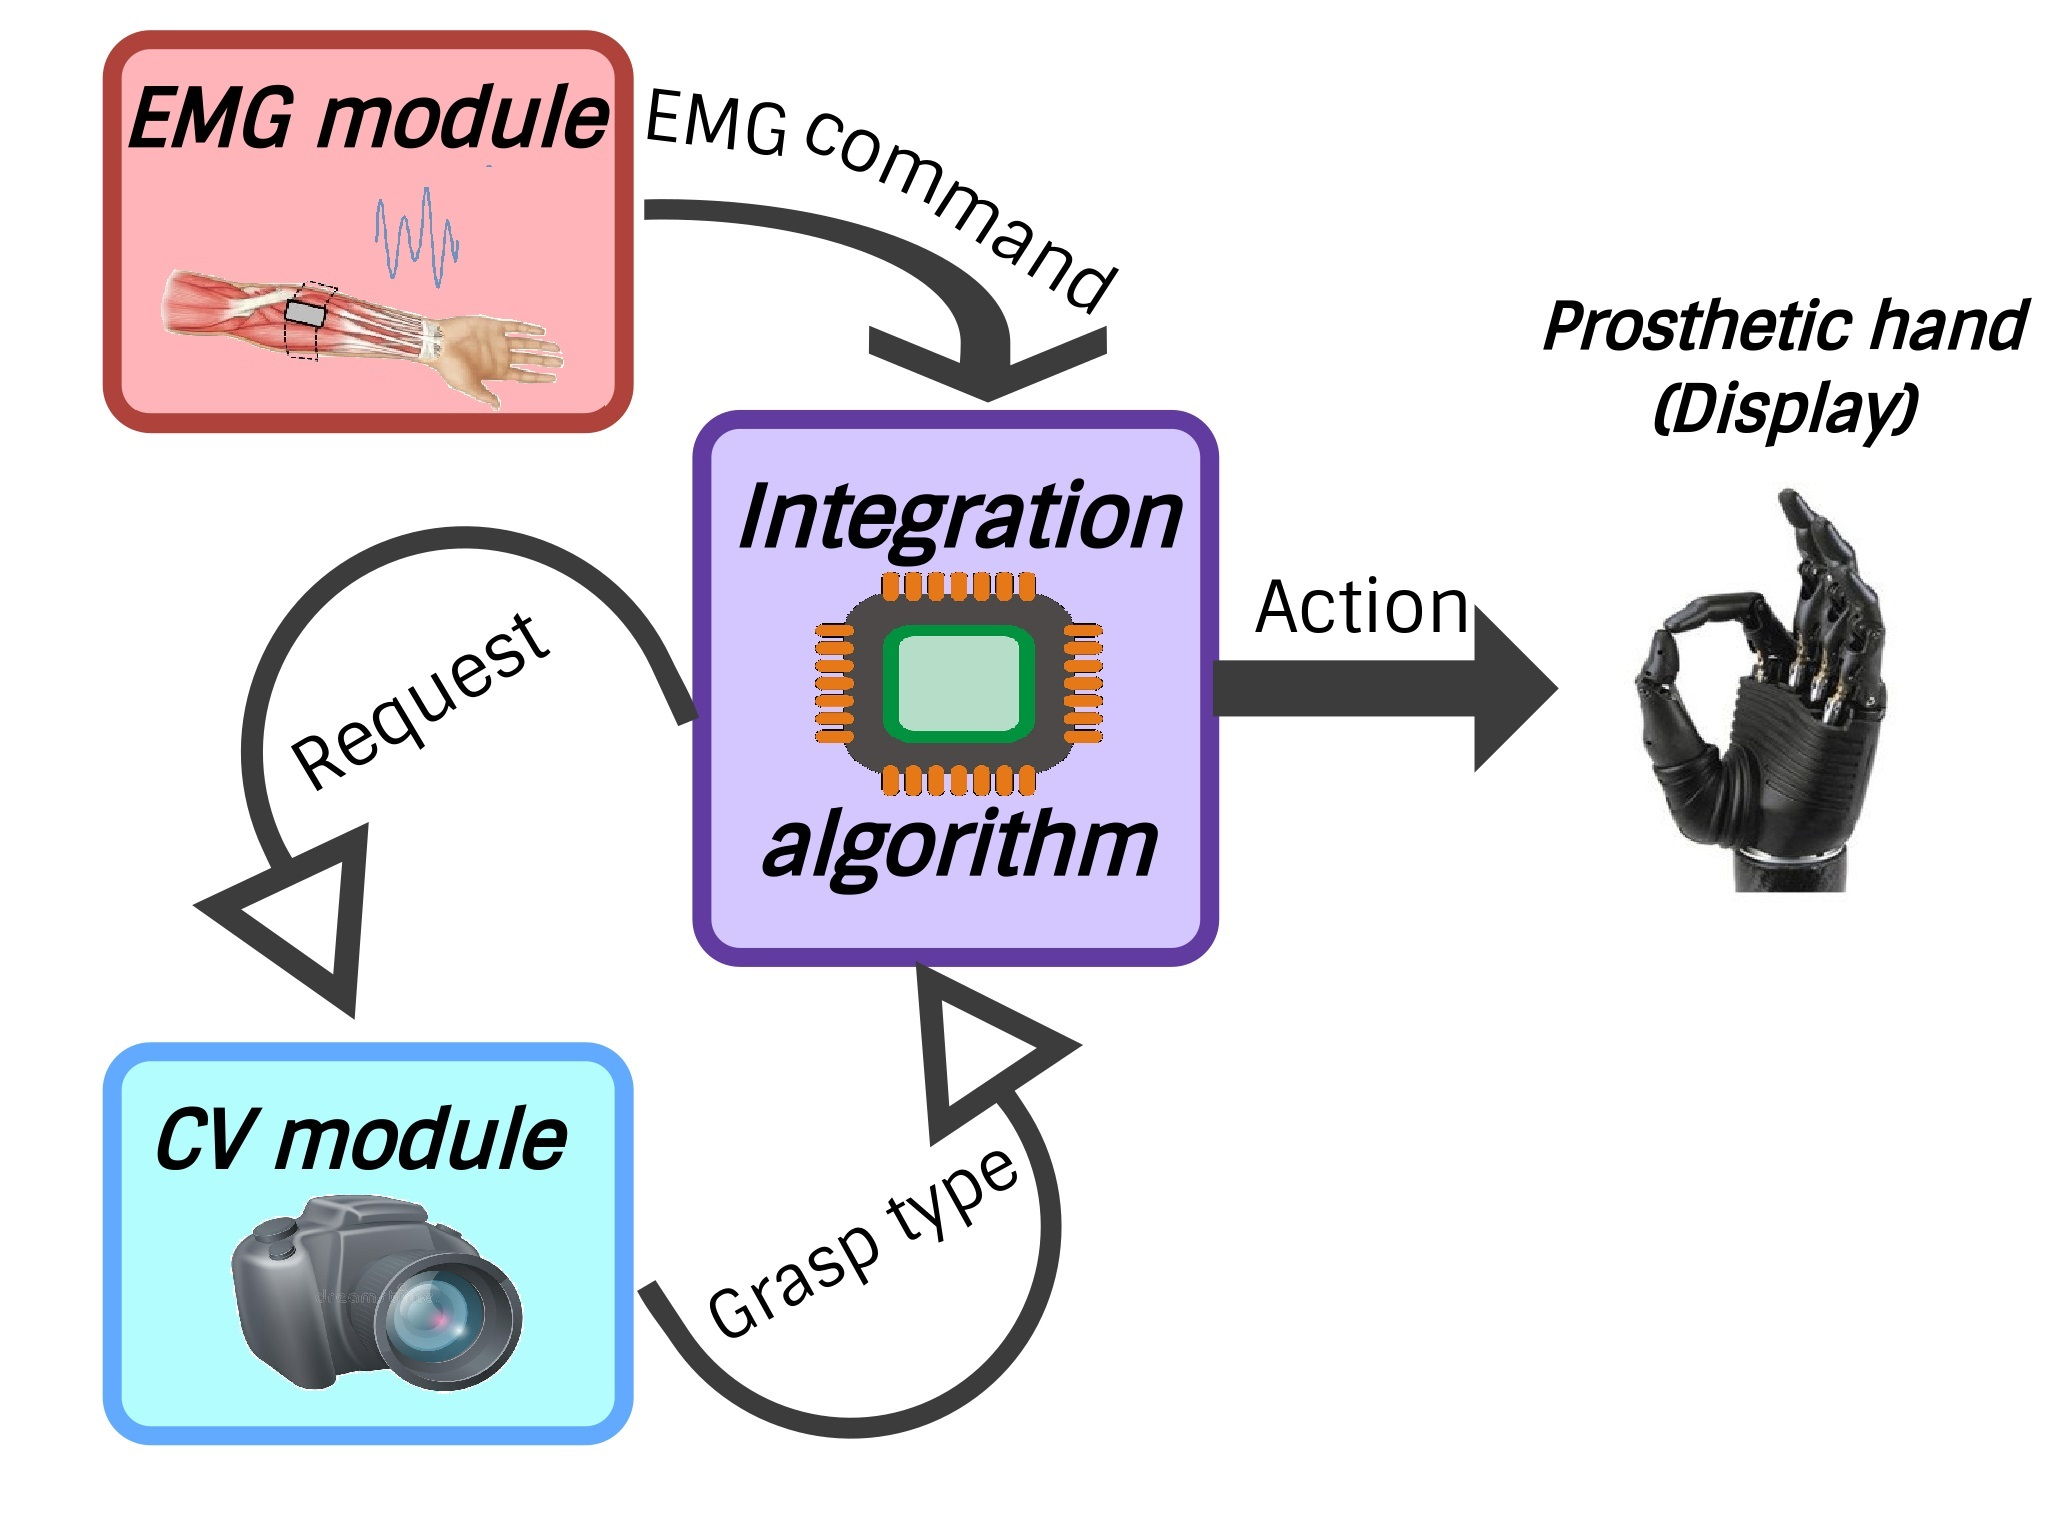 EMG module
EMG command
Prosthetic hand
(Display)
Integration
algorithm
Action
Request
CV module
Grasp type